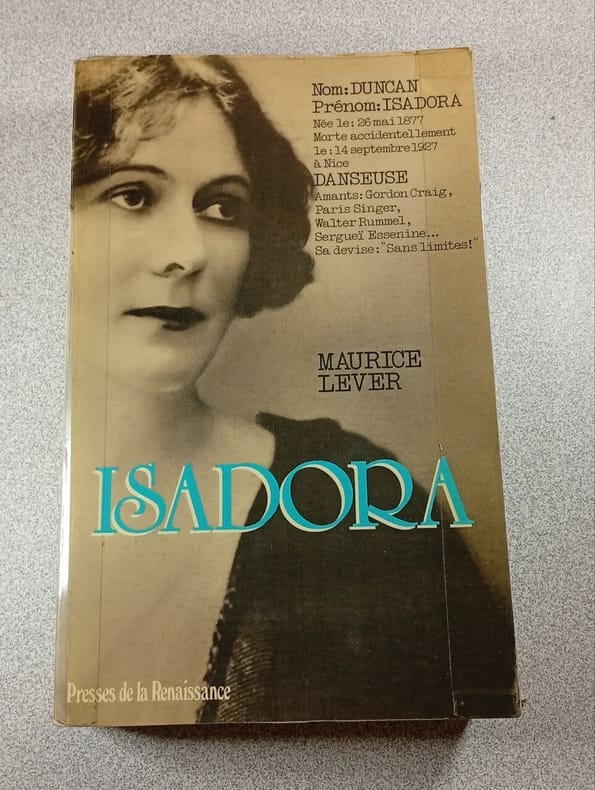 Nom: DUNCAN
Prénom: ISADORA
Née le: 26 mai 1877
Morte accidentellement
le: 14 septembre 1927
à Nice
DANSEUSE
Amants: Gordon Craig,
Paris Singer,
Walter Rummel,
Sergueï Essenine...
Sa devise: "Sans limites!"
MAURICE
LEVER
ISADORA
Presses de la Renaissance